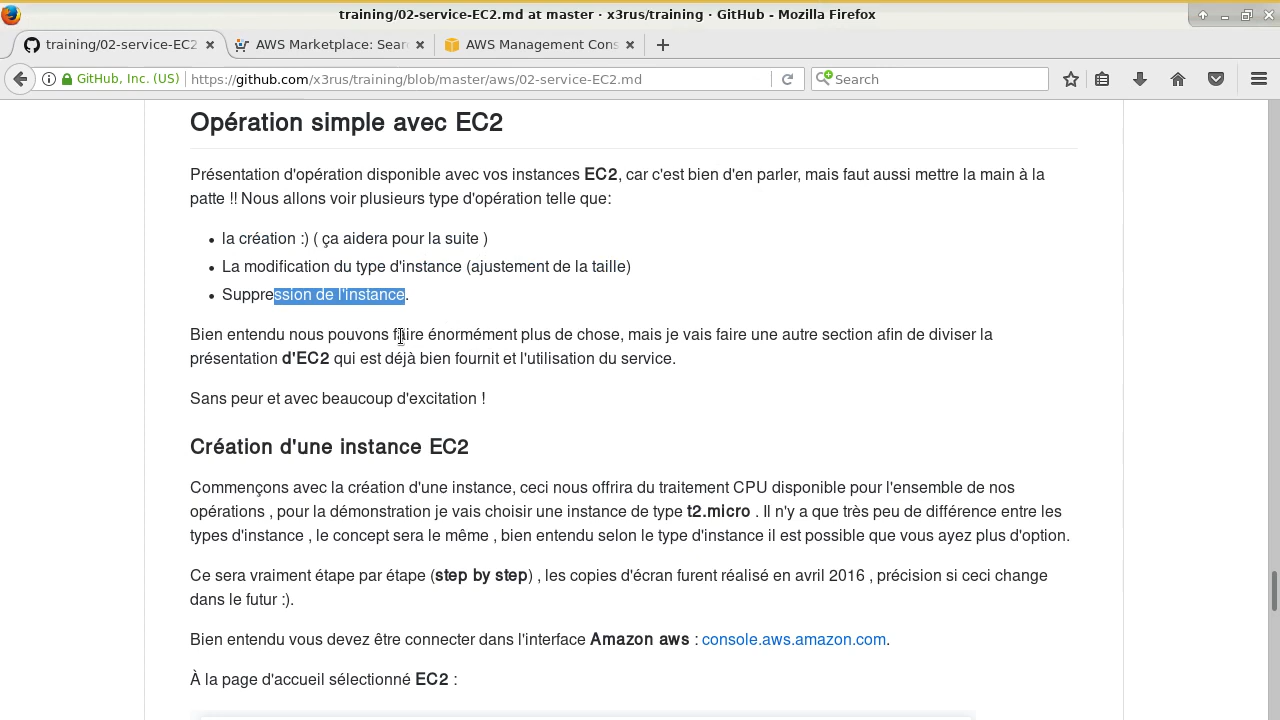 training/02-service-EC2.md at master · x3rus/training · GitHub - Mozilla Firefox
training/02-service-EC2
AWS Marketplace: Sear
AWS Management Cons
GitHub, Inc. (US)
https://github.com/x3rus/training/blob/master/aws/02-service-EC2.md
Search
Opération simple avec EC2
Présentation d'opération disponible avec vos instances EC2, car c'est bien d'en parler, mais faut aussi mettre la main à la
patte !! Nous allons voir plusieurs type d'opération telle que:
• la création :) ( ça aidera pour la suite )
• La modification du type d'instance (ajustement de la taille)
• Suppression de l'instance.
Bien entendu nous pouvons faire énormément plus de chose, mais je vais faire une autre section afin de diviser la
présentation d'EC2 qui est déjà bien fournit et l'utilisation du service.
Sans peur et avec beaucoup d'excitation !
Création d'une instance EC2
Commençons avec la création d'une instance, ceci nous offrira du traitement CPU disponible pour l'ensemble de nos
opérations , pour la démonstration je vais choisir une instance de type t2.micro . Il n'y a que très peu de différence entre les
types d'instance , le concept sera le même , bien entendu selon le type d'instance il est possible que vous ayez plus d'option.
Ce sera vraiment étape par étape (step by step) , les copies d'écran furent réalisé en avril 2016 , précision si ceci change
dans le futur :).
Bien entendu vous devez être connecter dans l'interface Amazon aws : console.aws.amazon.com.
À la page d'accueil sélectionné EC2 :